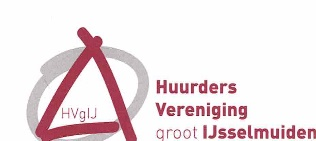 HVgIJ
Huurders
Vereniging
groot IJsselmuiden